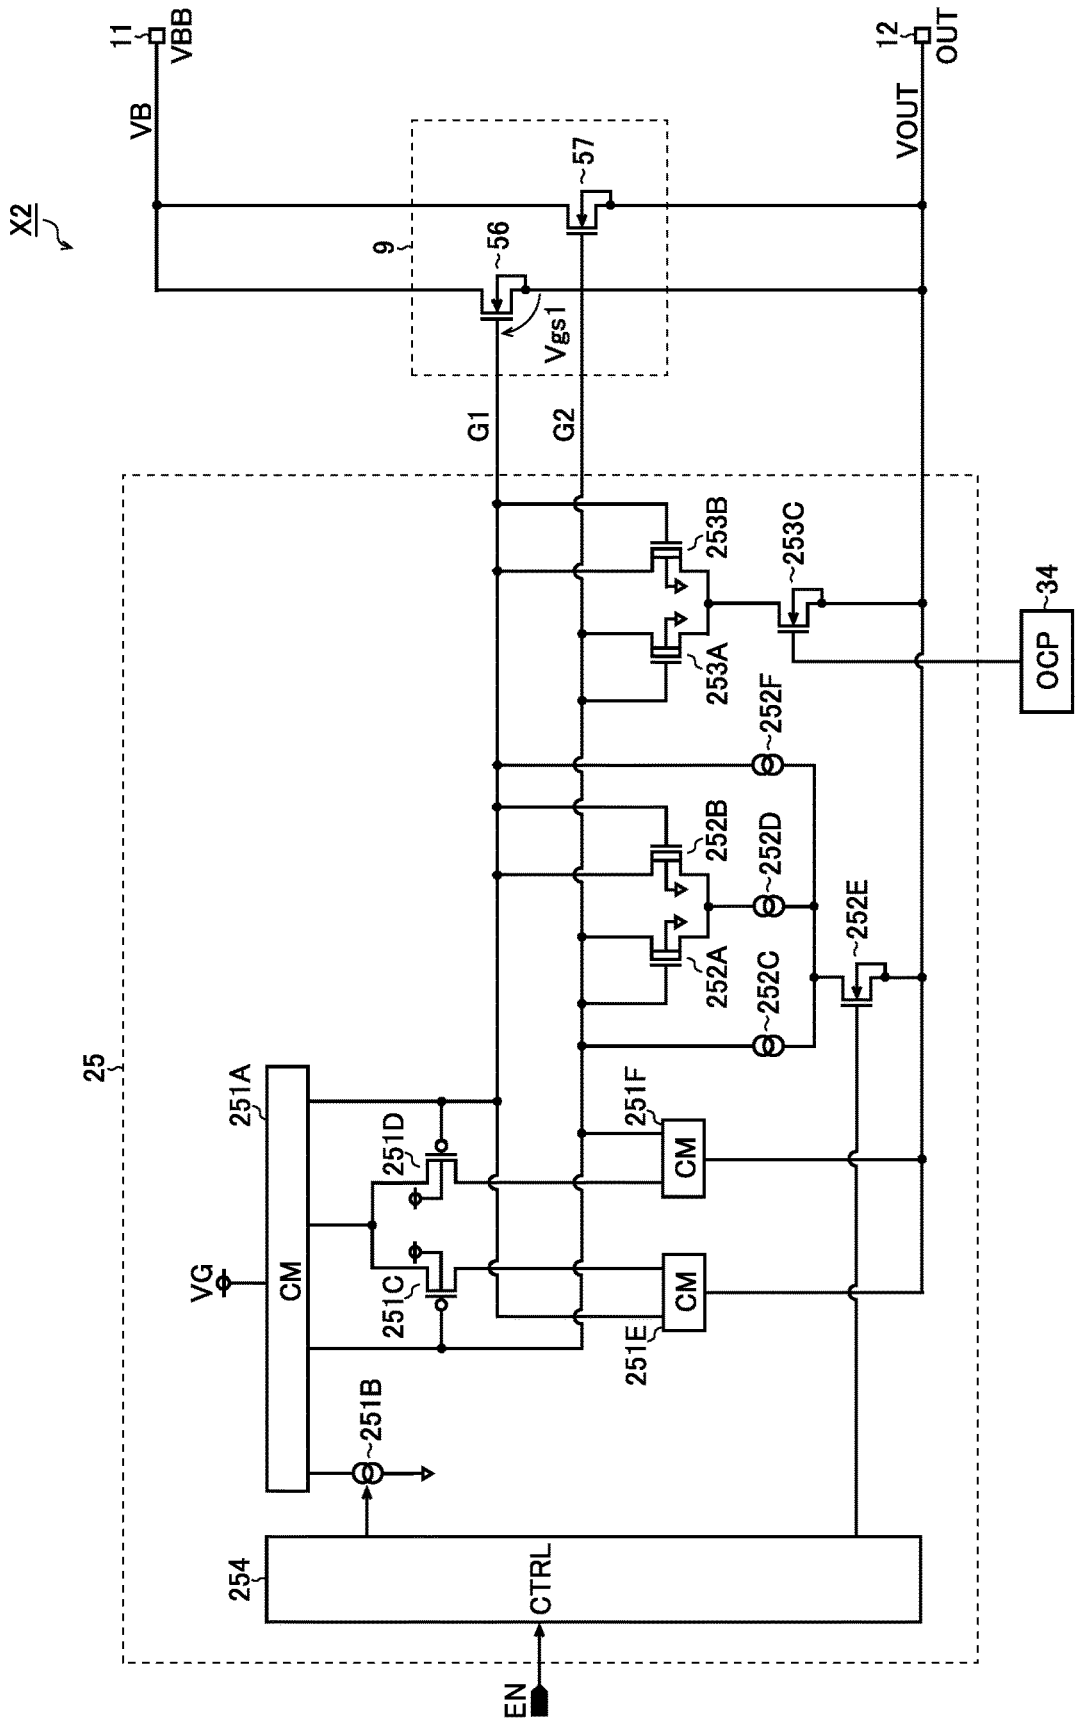 X2
11
VBB
VB
12
OUT
VOUT
9
57
56
Vgs1
G1
G2
25
253B
253A
253C
34
OCP
252F
252B
252D
252A
252C
252E
251A
CM
VG
251D
251C
251F
CM
251E
CM
251B
254
CTRL
EN